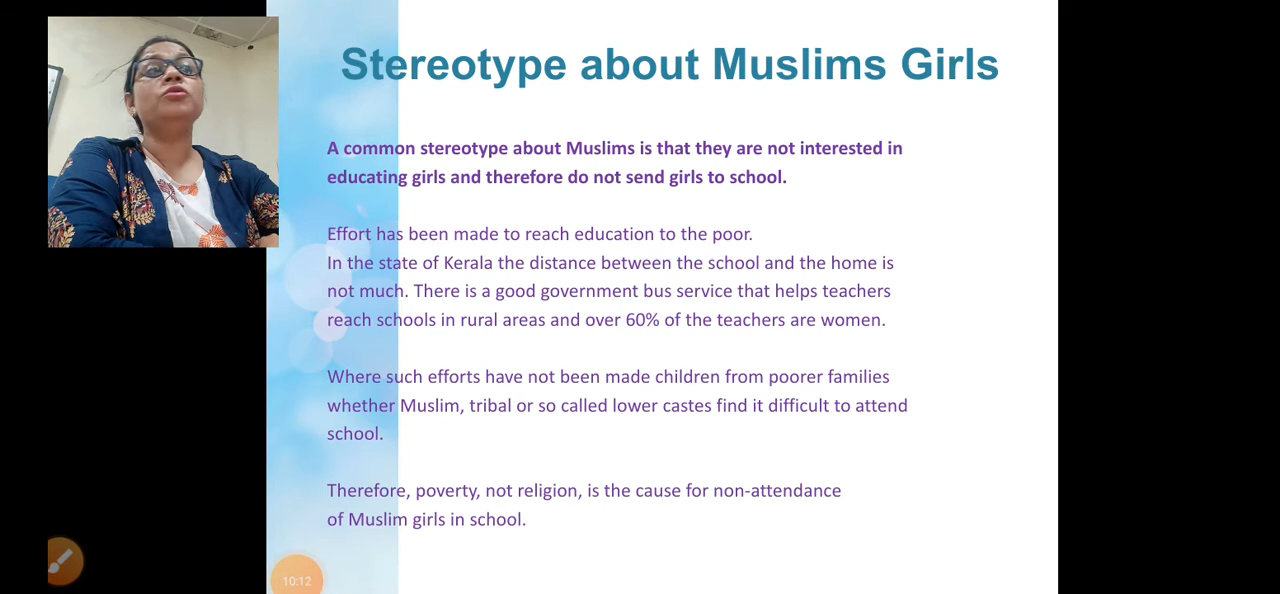 Stereotype about Muslims Girls
A common stereotype about Muslims is that they are not interested in
educating girls and therefore do not send girls to school.
Effort has been made to reach education to the poor.
In the state of Kerala the distance between the school and the home is
not much. There is a good government bus service that helps teachers
reach schools in rural areas and over 60% of the teachers are women.
Where such efforts have not been made children from poorer families
whether Muslim, tribal or so called lower castes find it difficult to attend
school.
Therefore, poverty, not religion, is the cause for non-attendance
of Muslim girls in school.
10:12